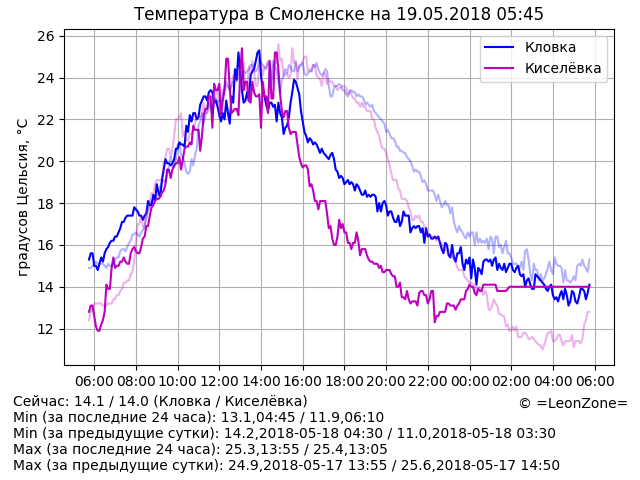 Температура в Смоленске на 19.05.2018 05:45
градусов Цельсия, °C
26
24
22
20
18
16
14
12
Кловка
Киселёвка
06:00 08:00 10:00 12:00 14:00 16:00 18:00 20:00 22:00 00:00 02:00 04:00 06:00
Сейчас: 14.1 / 14.0 (Кловка / Киселёвка)
© =LeonZone=
Min (за последние 24 часа): 13.1,04:45 / 11.9,06:10
Min (за предыдущие сутки): 14.2,2018-05-18 04:30 / 11.0,2018-05-18 03:30
Max (за последние 24 часа): 25.3,13:55 / 25.4,13:05
Max (за предыдущие сутки): 24.9,2018-05-17 13:55 / 25.6,2018-05-17 14:50